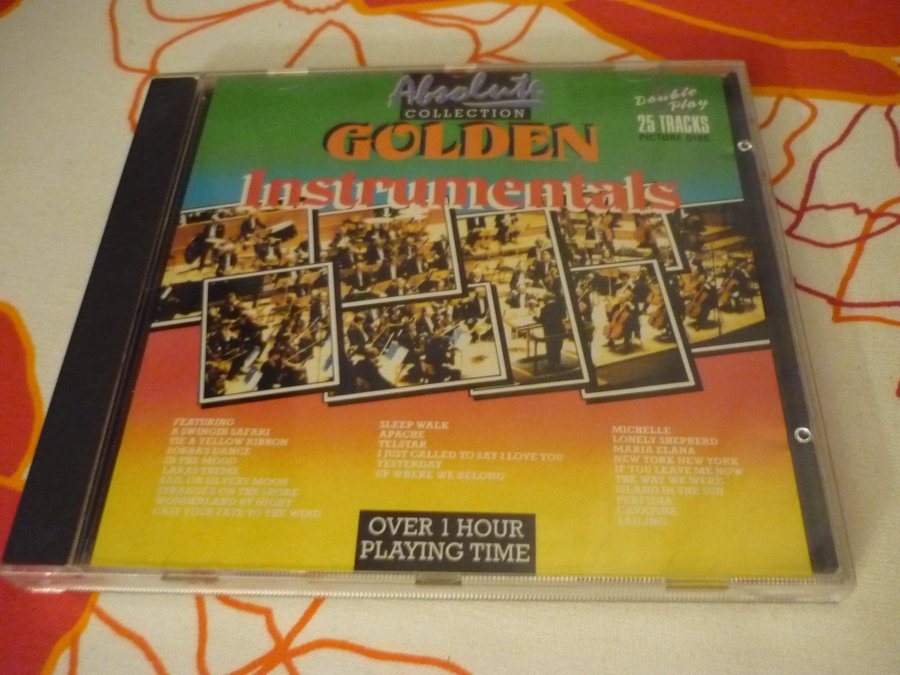 Absolute
COLLECTION
GOLDEN
Instrumentals
Double
Play
25 TRACKS
PICTURE DISC
FEATURING
A SWINGIN SAFARI
TIE A YELLOW RIBBON
ZORBA'S DANCE
IN THE MOOD
LARAS THEME
SAIL ON SILVERY MOON
STRANGER ON THE SHORE
WONDERLAND BY NIGHT
CAST YOUR FATE TO THE WIND
SLEEP WALK
APACHE
TELSTAR
I JUST CALLED TO SAY I LOVE YOU
YESTERDAY
UP WHERE WE BELONG
MICHELLE
LONELY SHEPHERD
MARIA ELANA
NEW YORK NEW YORK
IF YOU LEAVE ME NOW
THE WAY WE WERE
ISLAND IN THE SUN
PERFIDIA
CAVATINA
SAILING
OVER 1 HOUR
PLAYING TIME